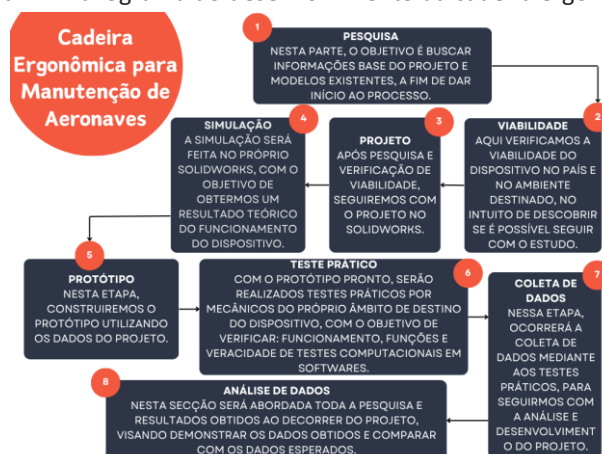 Cadeira
Ergonômica para
Manutenção de
Aeronaves
1
PESQUISA
NESTA PARTE, O OBJETIVO É BUSCAR
INFORMAÇÕES BASE DO PROJETO E
MODELOS EXISTENTES, A FIM DE DAR
INÍCIO AO PROCESSO.
2
VIABILIDADE
AQUI VERIFICAMOS A
VIABILIDADE DO
DISPOSITIVO NO PAÍS E
NO AMBIENTE
DESTINADO, NO
INTUITO DE DESCOBRIR
SE É POSSÍVEL SEGUIR
COM O ESTUDO.
3
PROJETO
APÓS PESQUISA E
VERIFICAÇÃO DE
VIABILIDADE,
SEGUIREMOS COM
O PROJETO NO
SOLIDWORKS.
4
SIMULAÇÃO
A SIMULAÇÃO SERÁ
FEITA NO PRÓPRIO
SOLIDWORKS, COM O
OBJETIVO DE
OBTERMOS UM
RESULTADO TEÓRICO
DO FUNCIONAMENTO
DO DISPOSITIVO.
5
PROTÓTIPO
NESTA ETAPA,
CONSTRUIREMOS O
PROTÓTIPO UTILIZANDO
OS DADOS DO PROJETO.
6
TESTE PRÁTICO
COM O PROTÓTIPO PRONTO, SERÃO
REALIZADOS TESTES PRÁTICOS POR
MECÂNICOS DO PRÓPRIO ÂMBITO DE DESTINO
DO DISPOSITIVO, COM O OBJETIVO DE
VERIFICAR: FUNCIONAMENTO, FUNÇÕES E
VERACIDADE DE TESTES COMPUTACIONAIS EM
SOFTWARES.
7
COLETA DE
DADOS
NESSA ETAPA,
OCORRERÁ A
COLETA DE
DADOS MEDIANTE
AOS TESTES
PRÁTICOS, PARA
SEGUIRMOS COM
A ANÁLISE E
DESENVOLVIMENT
O DO PROJETO.
8
ANÁLISE DE DADOS
NESTA SECÇÃO SERÁ ABORDADA TODA A PESQUISA E
RESULTADOS OBTIDOS AO DECORRER DO PROJETO,
VISANDO DEMONSTRAR OS DADOS OBTIDOS E COMPARAR
COM OS DADOS ESPERADOS.